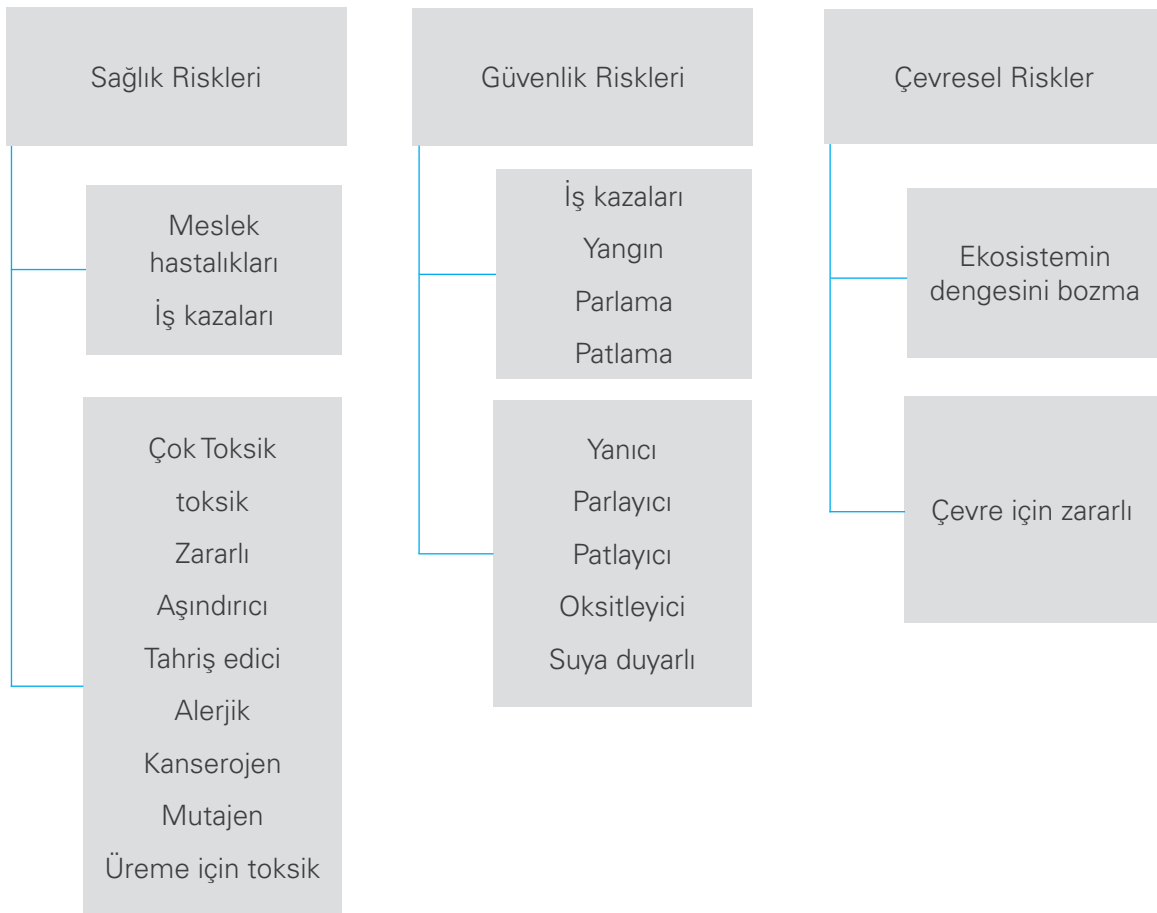 Sağlık Riskleri
Meslek
hastalıkları
İş kazaları
Çok Toksik
toksik
Zararlı
Aşındırıcı
Tahriş edici
Alerjik
Kanserojen
Mutajen
Üreme için toksik
Güvenlik Riskleri
İş kazaları
Yangın
Parlama
Patlama
Yanıcı
Parlayıcı
Patlayıcı
Oksitleyici
Suya duyarlı
Çevresel Riskler
Ekosistemin
dengesini bozma
Çevre için zararlı